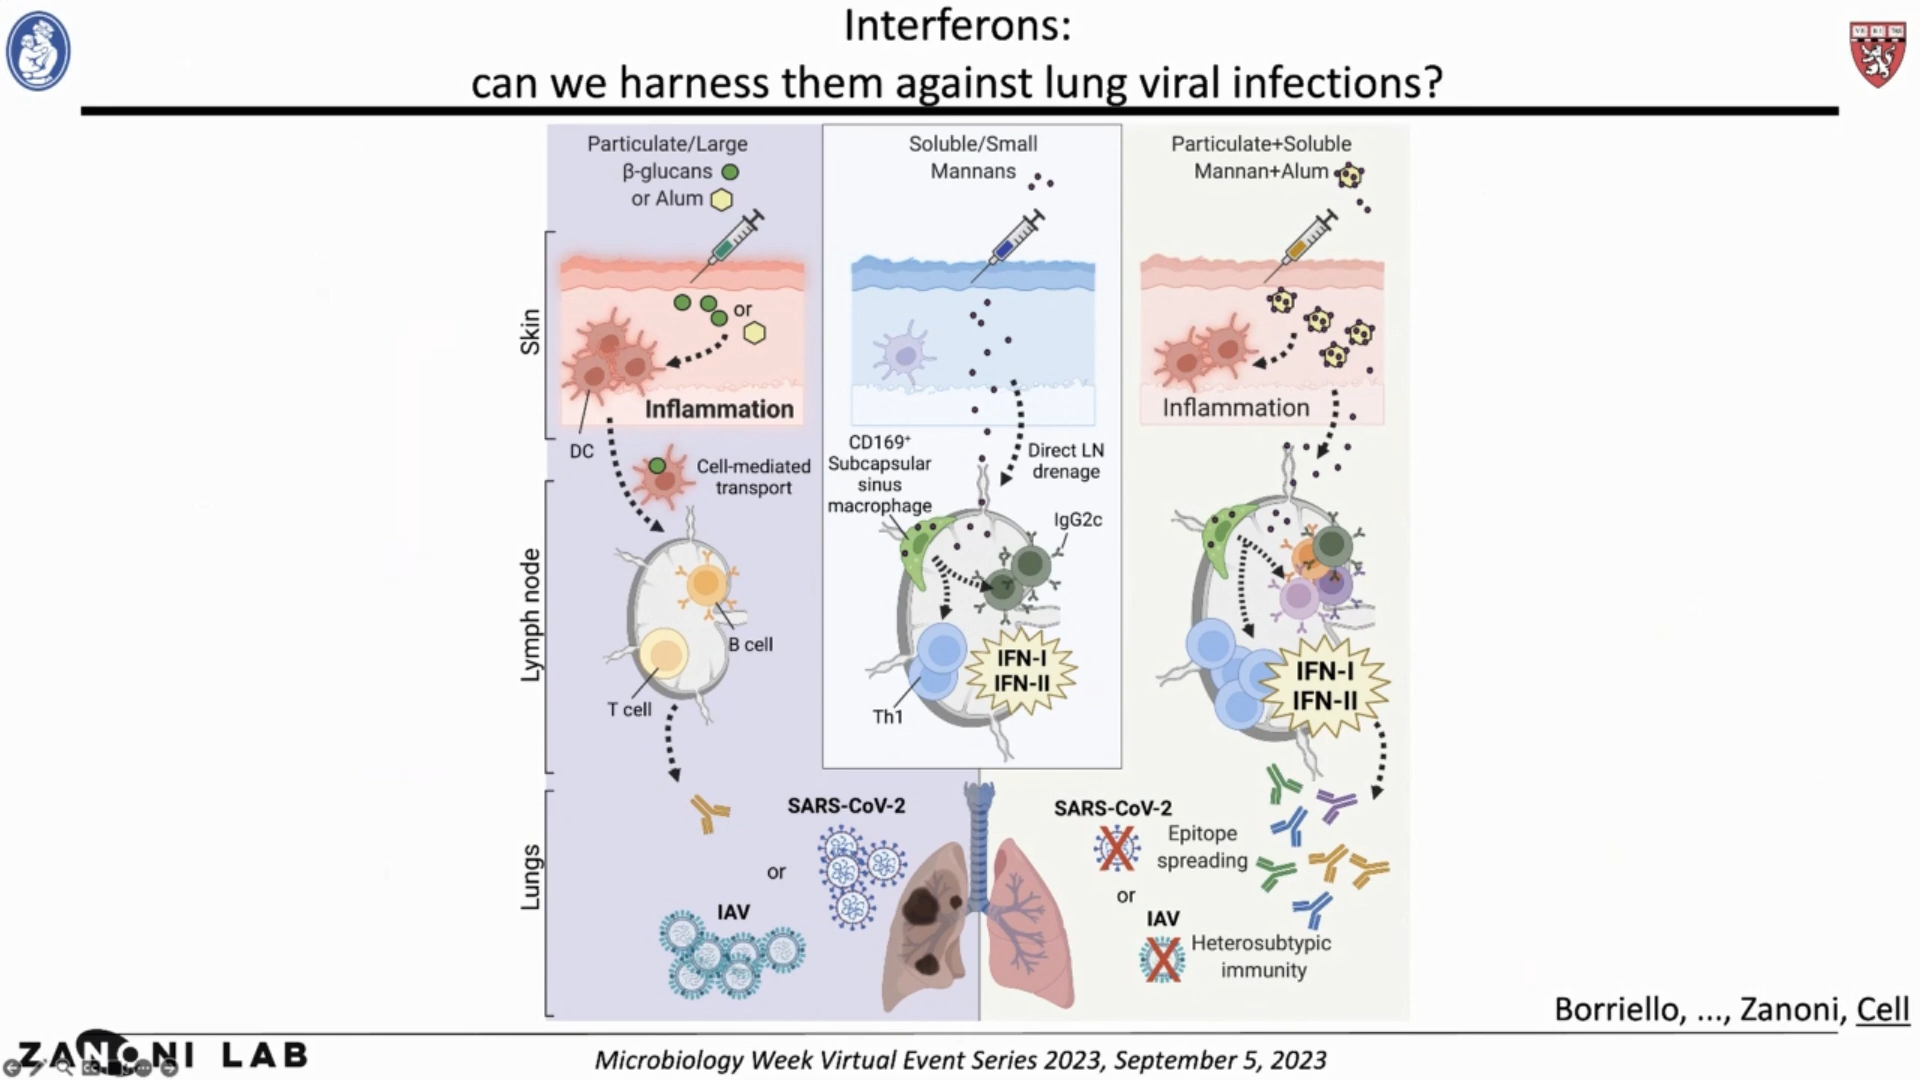 Interferons:
can we harness them against lung viral infections?
Particulate/Large
β-glucans
or Alum
Soluble/Small
Mannans
Particulate+Soluble
Mannan+Alum
Skin
or
Inflammation
DC
Cell-mediated
transport
CD169⁺
Subcapsular
sinus
macrophage
Direct LN
drenage
IgG2c
Inflammation
Lymph node
B cell
T cell
IFN-I
IFN-II
Th1
IFN-I
IFN-II
Lungs
SARS-CoV-2
or
IAV
SARS-CoV-2
Epitope
spreading
or
IAV
Heterosubtypic
immunity
Borriello, ..., Zanoni, Cell
ZANONI LAB
Microbiology Week Virtual Event Series 2023, September 5, 2023